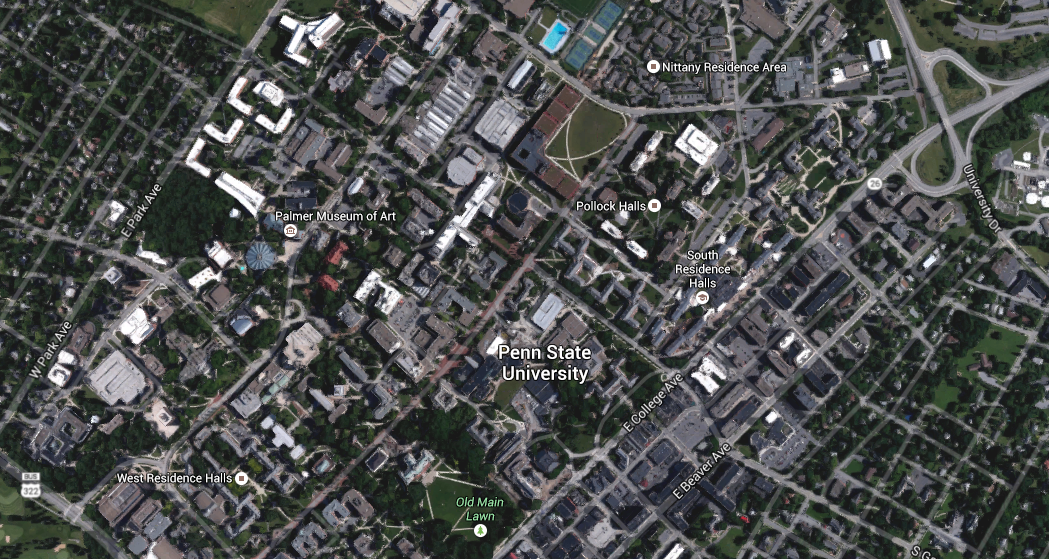 Nittany Residence Area
26
E Park Ave
University Dr
Pollock Halls
Palmer Museum of Art
South
Residence
Halls
W Park Ave
Penn State
University
E College Ave
E Beaver Ave
West Residence Halls
BUS
322
Old Main
Lawn
S G